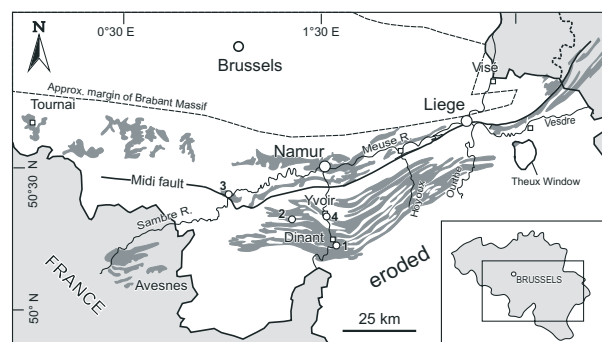 0°30 E
1°30 E
N
Brussels
Visé
Approx. margin of Brabant Massif
Tournai
Liege
Vesdre
Meuse R.
Namur
50°30 N
Midi fault
3
Theux Window
Hoyoux
Ourthe
Yvoir
2
4
Sambre R.
Dinant
1
eroded
FRANCE
Avesnes
BRUSSELS
50° N
25 km